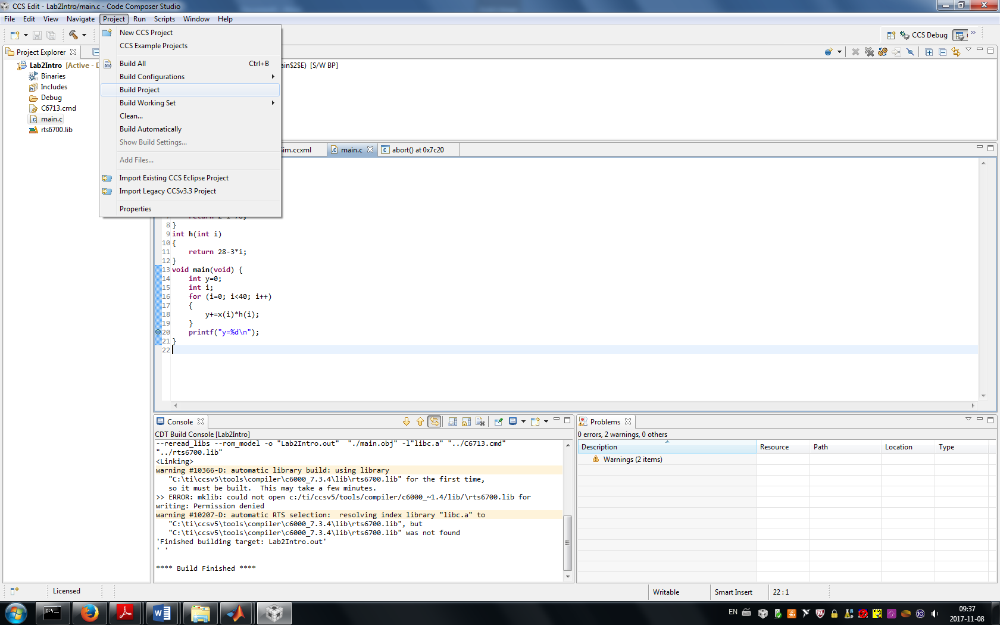 CCS Edit - Lab2Intro/main.c - Code Composer Studio
File Edit View Navigate Project Run Scripts Window Help
CCS Debug
Project Explorer
Lab2Intro [Active - D
Binaries
Includes
Debug
C6713.cmd
main.c
rts6700.lib
New CCS Project
CCS Example Projects
Build All Ctrl+B
Build Configurations
Build Project
Build Working Set
Clean...
Build Automatically
Show Build Settings...
Add Files...
Import Existing CCS Eclipse Project
Import Legacy CCSv3.3 Project
Properties
ain$2$E) [S/W BP]
im.ccxml main.c abort() at 0x7c20
8 }
9 int h(int i)
10 {
11 return 28-3*i;
12 }
13 void main(void) {
14 int y=0;
15 int i;
16 for (i=0; i<40; i++)
17 {
18 y+=x(i)*h(i);
19 }
20 printf("y=%d\n");
21 }
22
Console
CDT Build Console [Lab2Intro]
--reread_libs --rom_model -o "Lab2Intro.out" "./main.obj" -l"libc.a" "../C6713.cmd"
"../rts6700.lib"
<Linking>
warning #10366-D: automatic library build: using library
"C:\ti\ccsv5\tools\compiler\c6000_7.3.4\lib\rts6700.lib" for the first time,
so it must be built. This may take a few minutes.
>> ERROR: mklib: could not open c:/ti/ccsv5/tools/compiler/c6000_~1.4/lib/\rts6700.lib for
writing: Permission denied
warning #10207-D: automatic RTS selection: resolving index library "libc.a" to
"C:\ti\ccsv5\tools\compiler\c6000_7.3.4\lib\rts6700.lib", but
"C:\ti\ccsv5\tools\compiler\c6000_7.3.4\lib\rts6700.lib" was not found
'Finished building target: Lab2Intro.out'
' '
**** Build Finished ****
Problems
0 errors, 2 warnings, 0 others
Description Resource Path Location Type
Warnings (2 items)
Licensed
Writable Smart Insert 22 : 1
EN
09:37
2017-11-08